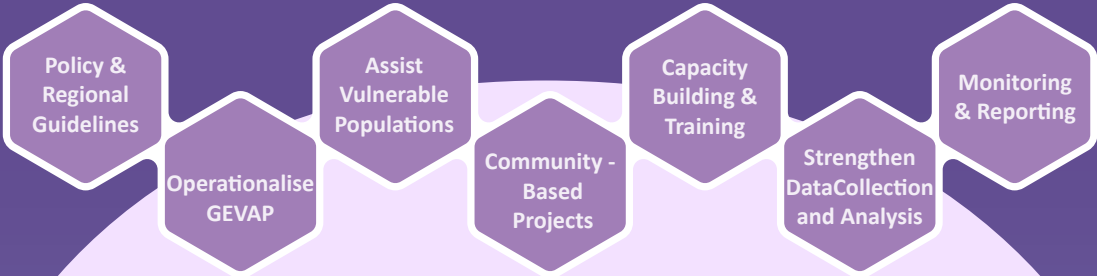 Policy &
Regional
Guidelines
Operationalise
GEVAP
Assist
Vulnerable
Populations
Community -
Based
Projects
Capacity
Building &
Training
Strengthen
DataCollection
and Analysis
Monitoring
& Reporting